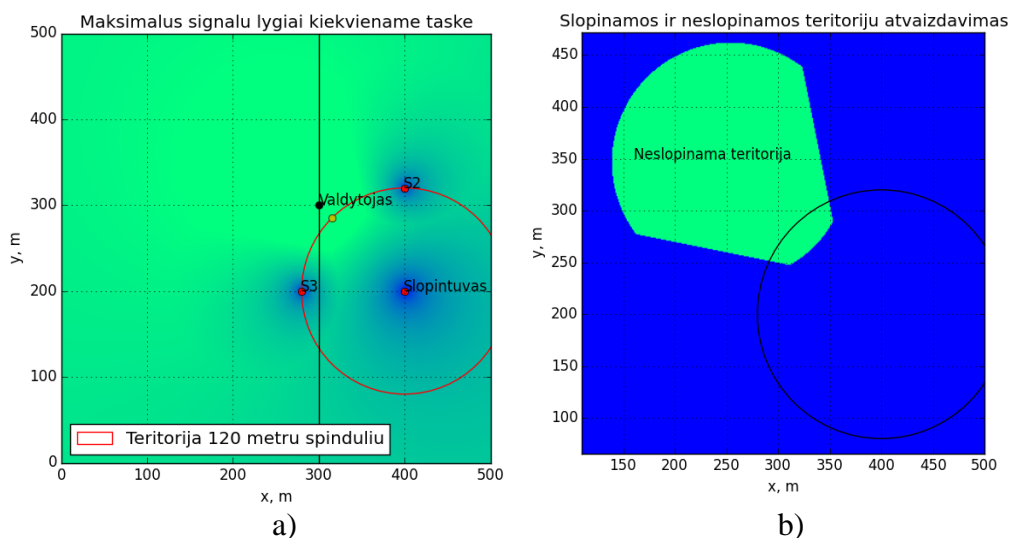 Maksimalus signalu lygiai kiekviename taske
500
400
300
200
100
0
y, m
S2
Valdytojas
S3
Slopintuvas
Teritorija 120 metru spinduliu
0 100 200 300 400 500
x, m
a)
Slopinamos ir neslopinamos teritoriju atvaizdavimas
450
400
350
300
250
200
150
100
y, m
Neslopinama teritorija
150 200 250 300 350 400 450 500
x, m
b)